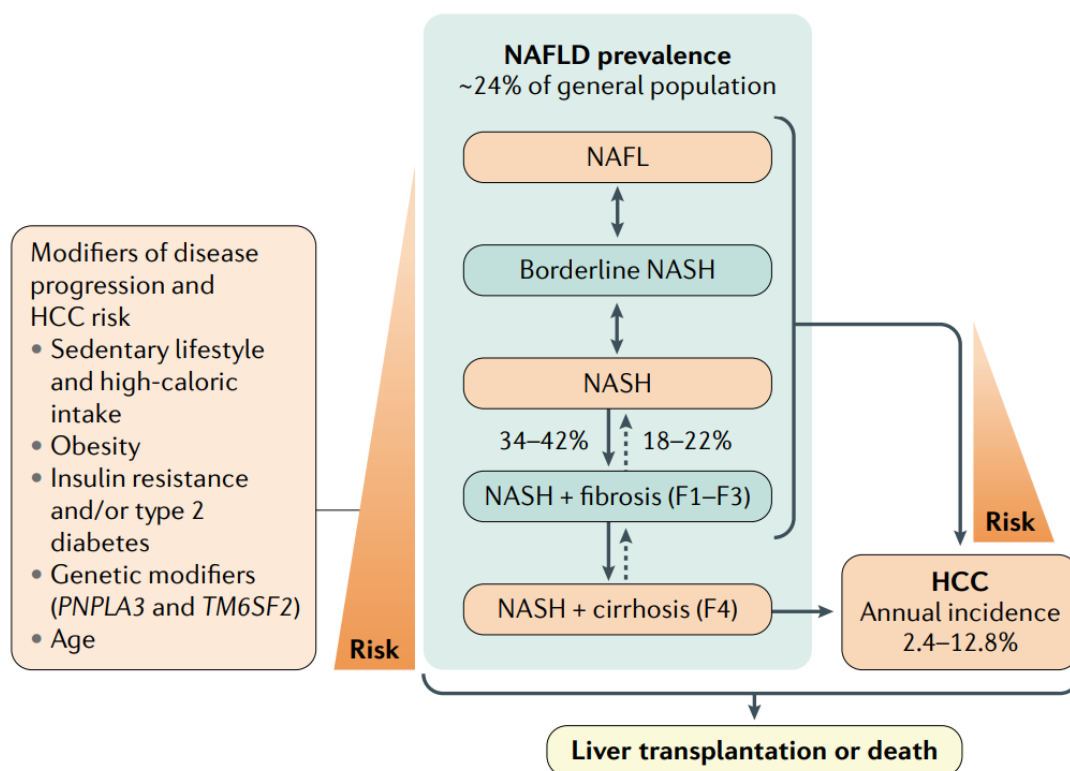 NAFLD prevalence
~24% of general population
NAFL
Borderline NASH
NASH
34–42%
18–22%
NASH + fibrosis (F1–F3)
NASH + cirrhosis (F4)
Modifiers of disease
progression and
HCC risk
• Sedentary lifestyle
and high-caloric
intake
• Obesity
• Insulin resistance
and/or type 2
diabetes
• Genetic modifiers
(PNPLA3 and TM6SF2)
• Age
Risk
Risk
HCC
Annual incidence
2.4–12.8%
Liver transplantation or death